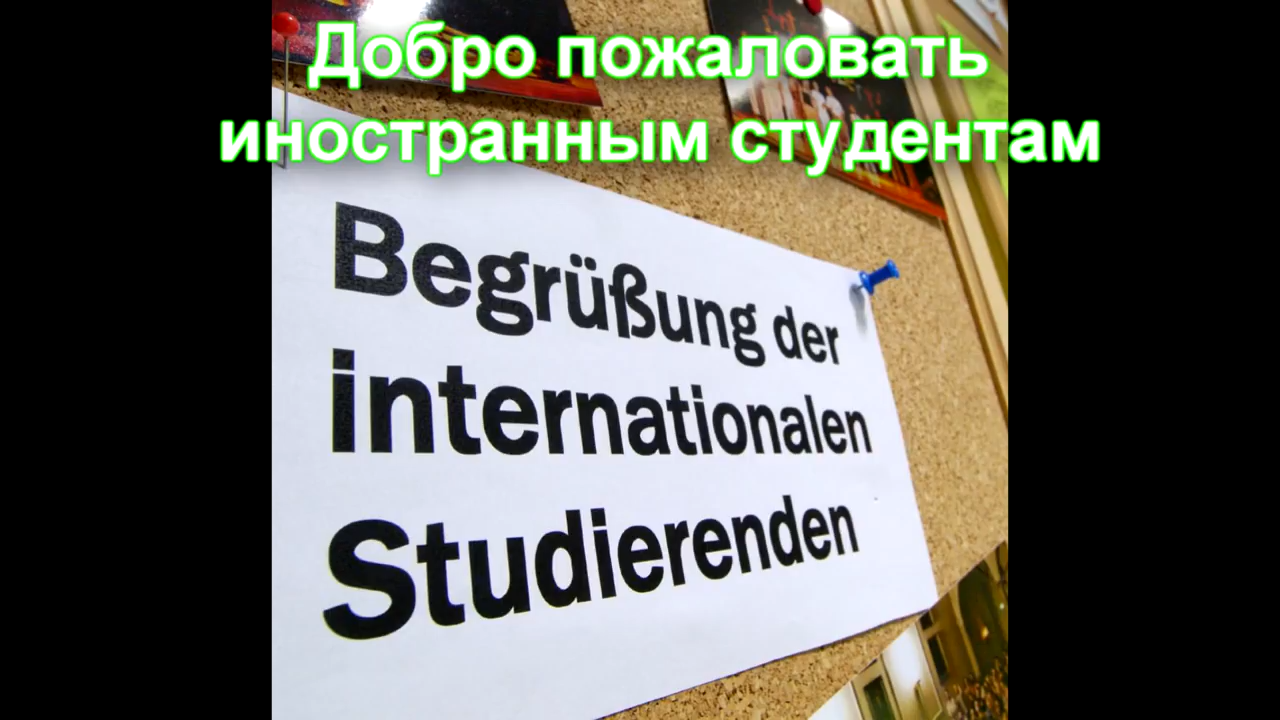 Добро пожаловать
иностранным студентам
Begrüßung der
internationalen
Studierenden